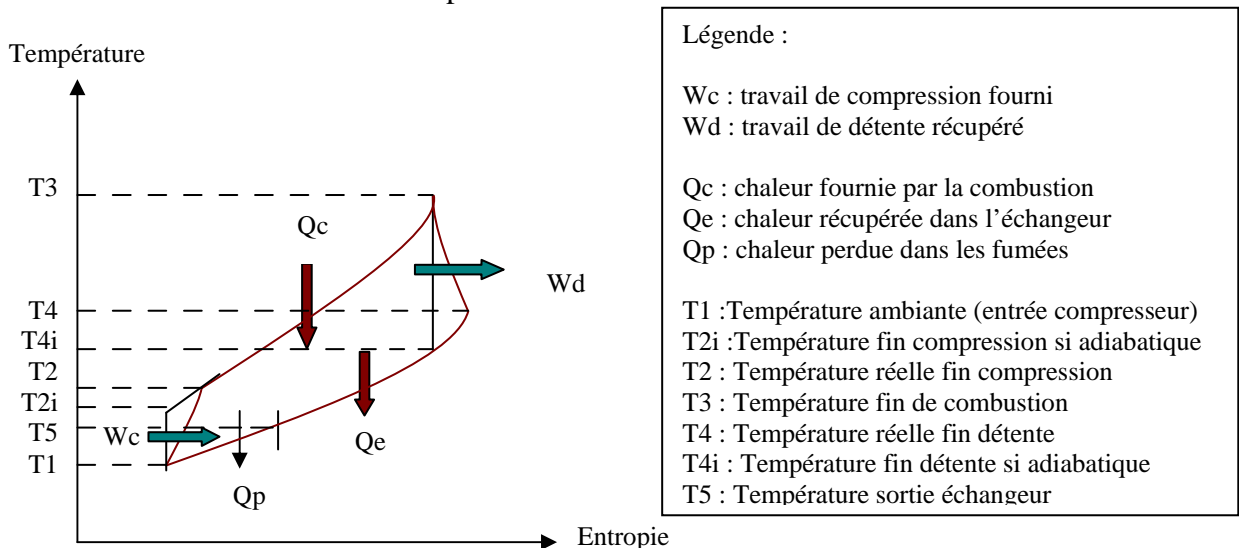 Température
T3
T4
T4i
T2
T2i
T5
T1
Qc
Wd
Wc
Qe
Qp
Entropie
Légende :
Wc : travail de compression fourni
Wd : travail de détente récupéré
Qc : chaleur fournie par la combustion
Qe : chaleur récupérée dans l’échangeur
Qp : chaleur perdue dans les fumées
T1 :Température ambiante (entrée compresseur)
T2i :Température fin compression si adiabatique
T2 : Température réelle fin compression
T3 : Température fin de combustion
T4 : Température réelle fin détente
T4i : Température fin détente si adiabatique
T5 : Température sortie échangeur